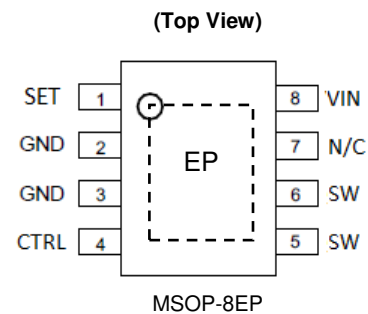 (Top View)
SET 1 8 VIN
GND 2 EP 7 N/C
GND 3 6 SW
CTRL 4 5 SW
MSOP-8EP